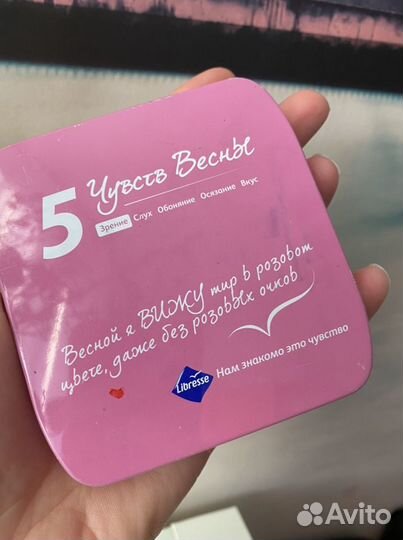 5 Чувств Весны
Зрение Слух Обоняние Осязание Вкус
Весной я ВИЖУ мир в розовом
цвете, даже без розовых очков
Libresse Нам знакомо это чувство
Avito